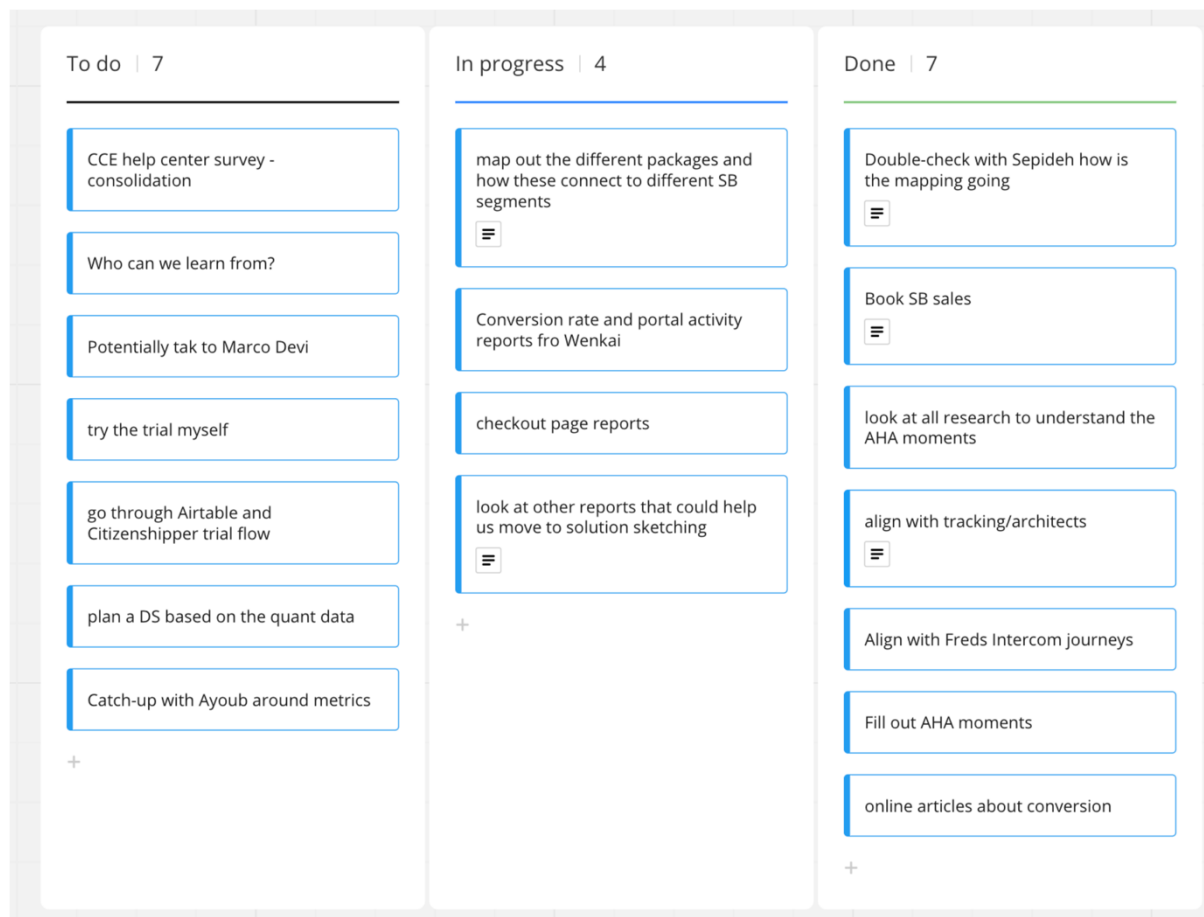 To do | 7
CCE help center survey -
consolidation
Who can we learn from?
Potentially tak to Marco Devi
try the trial myself
go through Airtable and
Citizenshipper trial flow
plan a DS based on the quant data
Catch-up with Ayoub around metrics
+
In progress | 4
map out the different packages and
how these connect to different SB
segments
Conversion rate and portal activity
reports fro Wenkai
checkout page reports
look at other reports that could help
us move to solution sketching
+
Done | 7
Double-check with Sepideh how is
the mapping going
Book SB sales
look at all research to understand the
AHA moments
align with tracking/architects
Align with Freds Intercom journeys
Fill out AHA moments
online articles about conversion
+